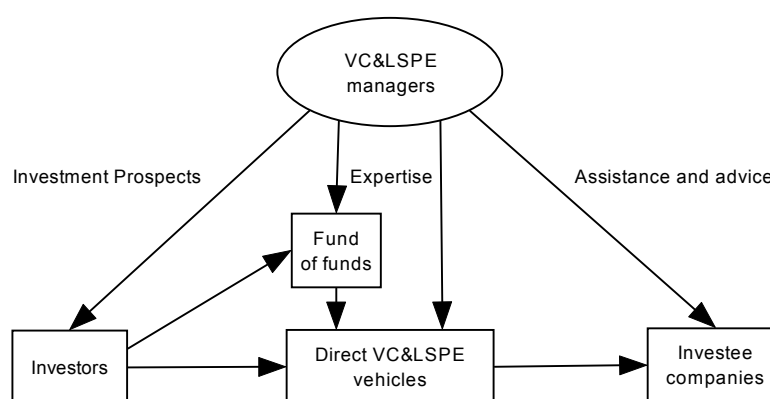 VC&LSPE
managers
Investment Prospects
Expertise
Assistance and advice
Fund
of funds
Investors
Direct VC&LSPE
vehicles
Investee
companies